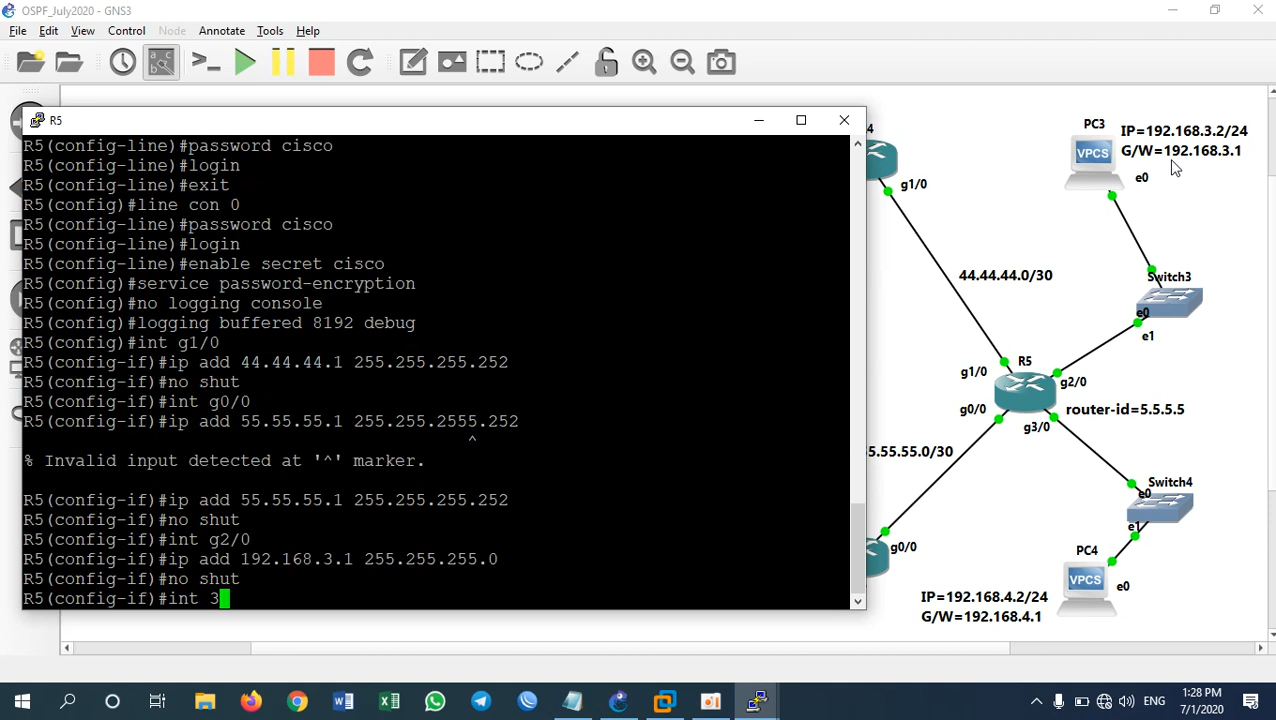 OSPF_July2020 - GNS3
File Edit View Control Node Annotate Tools Help
R5
R5(config-line)#password cisco
R5(config-line)#login
R5(config-line)#exit
R5(config)#line con 0
R5(config-line)#password cisco
R5(config-line)#login
R5(config-line)#enable secret cisco
R5(config)#service password-encryption
R5(config)#no logging console
R5(config)#logging buffered 8192 debug
R5(config)#int g1/0
R5(config-if)#ip add 44.44.44.1 255.255.255.252
R5(config-if)#no shut
R5(config-if)#int g0/0
R5(config-if)#ip add 55.55.55.1 255.255.2555.252
^
% Invalid input detected at '^' marker.
R5(config-if)#ip add 55.55.55.1 255.255.255.252
R5(config-if)#no shut
R5(config-if)#int g2/0
R5(config-if)#ip add 192.168.3.1 255.255.255.0
R5(config-if)#no shut
R5(config-if)#int 3
4
g1/0
PC3
IP=192.168.3.2/24
G/W=192.168.3.1
VPCS
e0
44.44.44.0/30
Switch3
e0
e1
R5
g1/0
g2/0
g0/0
router-id=5.5.5.5
g3/0
5.55.55.0/30
Switch4
e0
e1
g0/0
PC4
VPCS
e0
IP=192.168.4.2/24
G/W=192.168.4.1
ENG
1:28 PM
7/1/2020